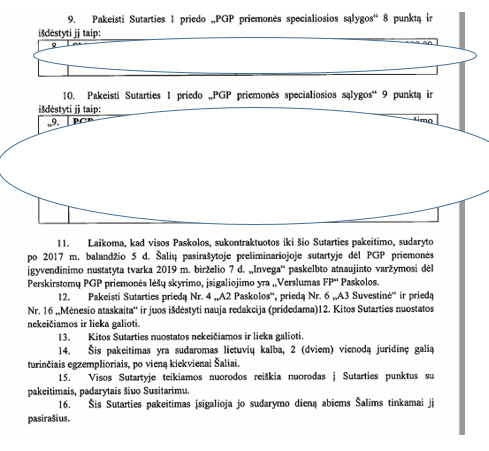 9. Pakeisti Sutarties 1 priedo „PGP priemonės specialiosios sąlygos“ 8 punktą ir
išdėstyti jį taip:
10. Pakeisti Sutarties 1 priedo „PGP priemonės specialiosios sąlygos“ 9 punktą ir
išdėstyti jį taip:
„9. PGP
11. Laikoma, kad visos Paskolos, sukontraktuotos iki šio Sutarties pakeitimo, sudaryto
po 2017 m. balandžio 5 d. Šalių pasirašytoje preliminariojoje sutartyje dėl PGP priemonės
įgyvendinimo nustatyta tvarka 2019 m. birželio 7 d. „Invega“ paskelbto atnaujinto varžymosi dėl
Perskirstomų PGP priemonės lėšų skyrimo, įsigaliojimo yra „Verslumas FP“ Paskolos.
12. Pakeisti Sutarties priedą Nr. 4 „A2 Paskolos“, priedą Nr. 6 „A3 Suvestinė“ ir priedą
Nr. 16 „Mėnesio ataskaita“ ir juos išdėstyti nauja redakcija (pridedama)12. Kitos Sutarties nuostatos
nekeičiamos ir lieka galioti.
13. Kitos Sutarties nuostatos nekeičiamos ir lieka galioti.
14. Šis pakeitimas yra sudaromas lietuvių kalba, 2 (dviem) vienodą juridinę galią
turinčiais egzemplioriais, po vieną kiekvienai Šaliai.
15. Visos Sutartyje teikiamos nuorodos reiškia nuorodas į Sutarties punktus su
pakeitimais, padarytais šiuo Susitarimu.
16. Šis Sutarties pakeitimas įsigalioja jo sudarymo dieną abiems Šalims tinkamai jį
pasirašius.